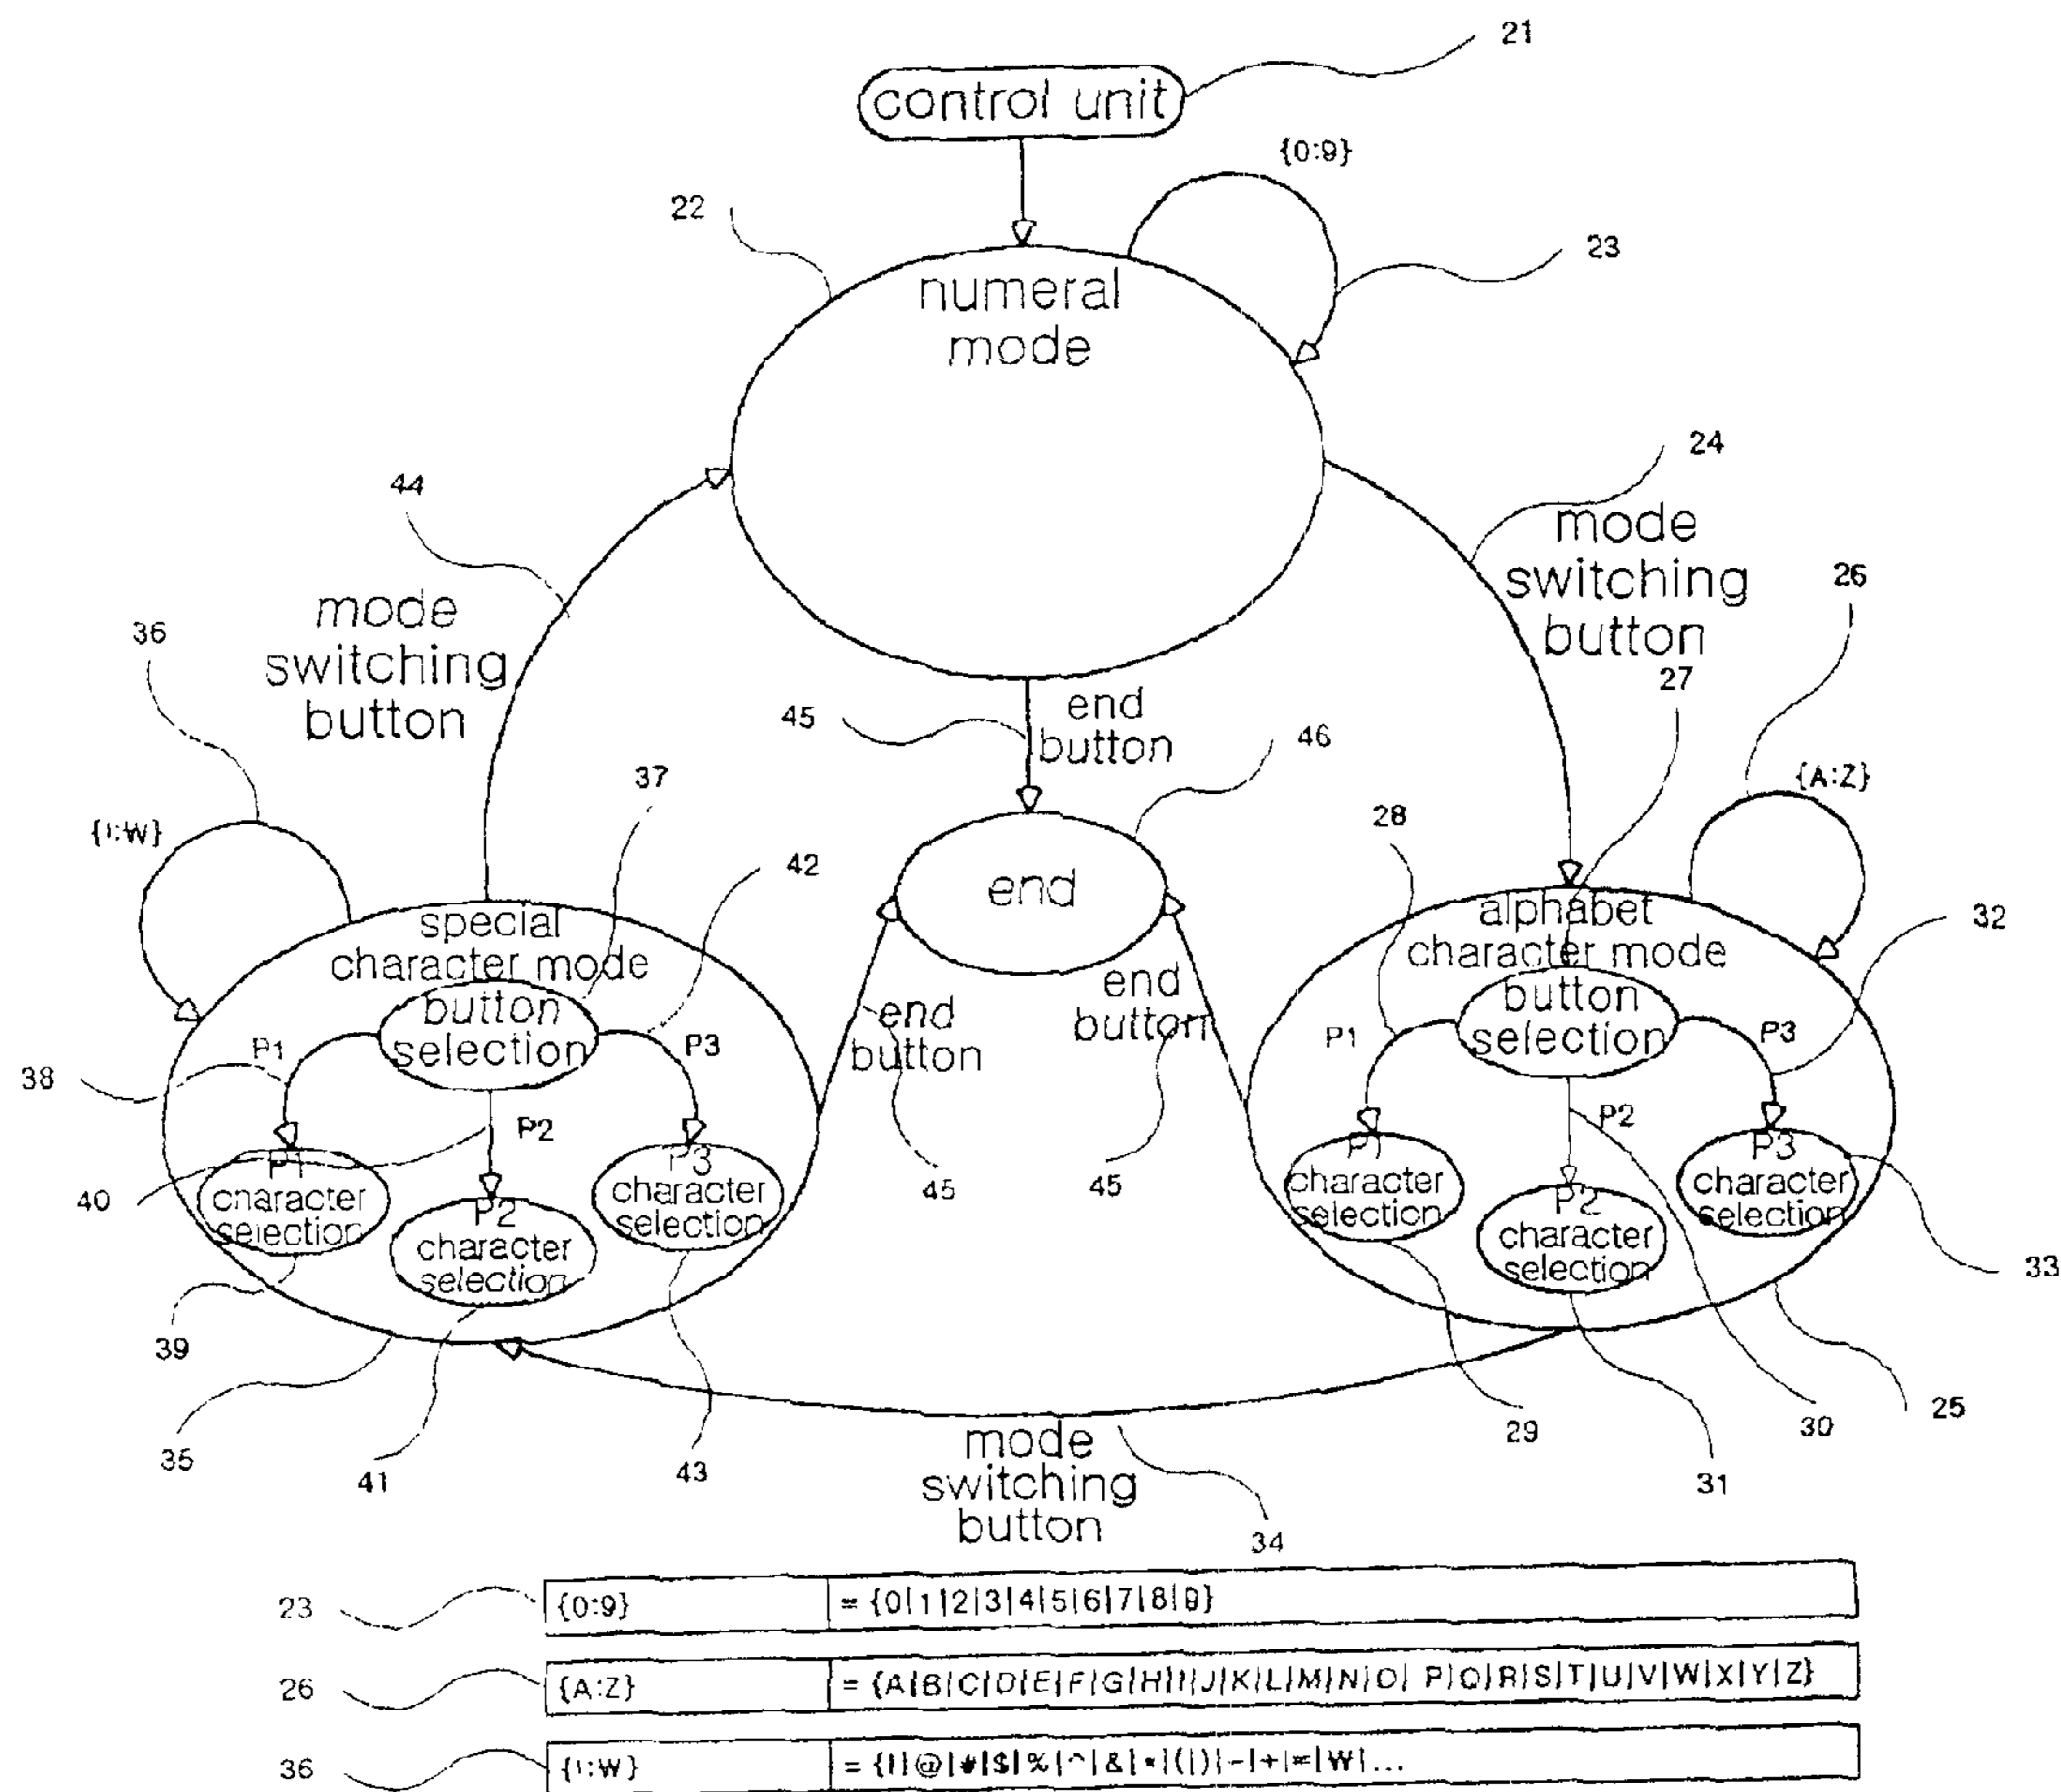 21
control unit
{0:9}
22
23
numeral
mode
44
24
mode
switching
button
26
36
mode
switching
button
27
45
end
button
46
37
{A:Z}
28
{!:W}
42
end
32
special
character mode
button
selection
alphabet
character mode
button
selection
end
button
end
button
P1
P3
P1
P3
38
P2
P2
40
P1
character
selection
P2
character
selection
P3
character
selection
45
45
P1
character
selection
P2
character
selection
P3
character
selection
33
39
35
41
43
mode
switching
button
34
29
31
30
25
23 {0:9} = {0|1|2|3|4|5|6|7|8|9}
26 {A:Z} = {A|B|C|D|E|F|G|H|I|J|K|L|M|N|O| P|Q|R|S|T|U|V|W|X|Y|Z}
36 {!:W} = {!|@|#|$|%|^|&|*|(|)|-|+|=|₩|...